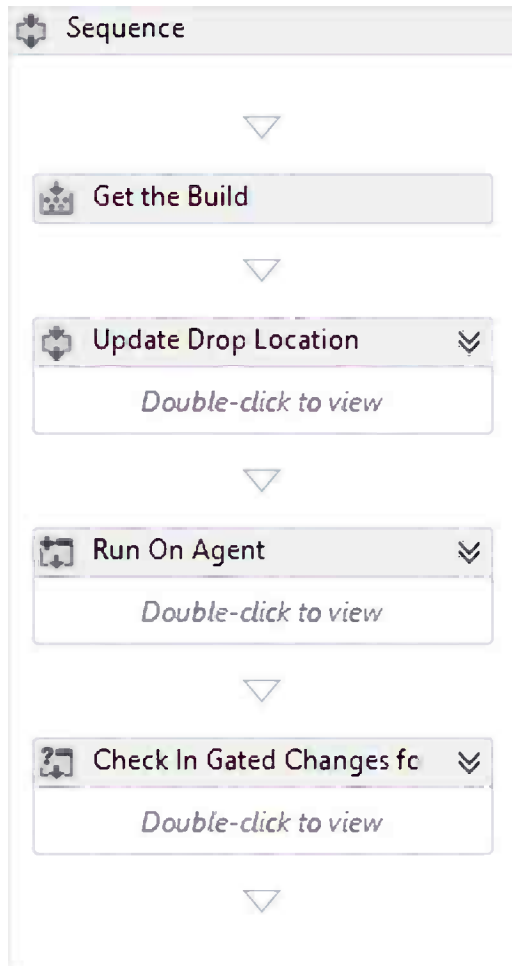 Sequence
Get the Build
Update Drop Location
Double-click to view
Run On Agent
Double-click to view
Check In Gated Changes fc
Double-click to view